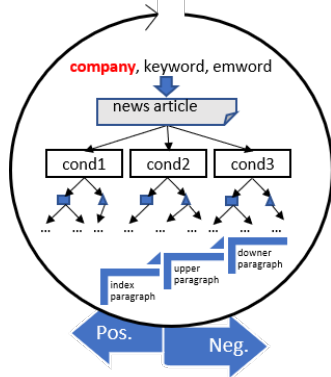 company, keyword, emword
news article
cond1 cond2 cond3
... ... ... ... ... ...
index paragraph
upper paragraph
downer paragraph
Pos.
Neg.